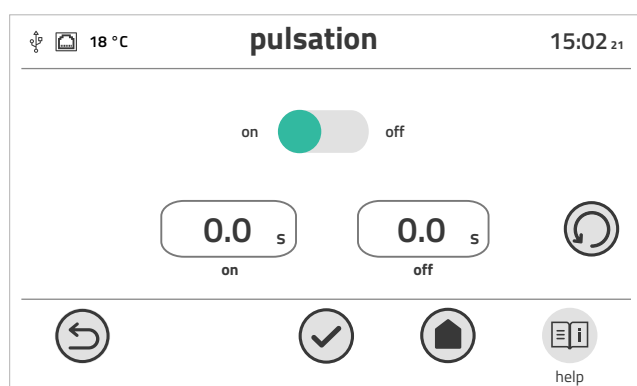 18 °C pulsation 15:02 21
on off
0.0 s 0.0 s
on off
i
help